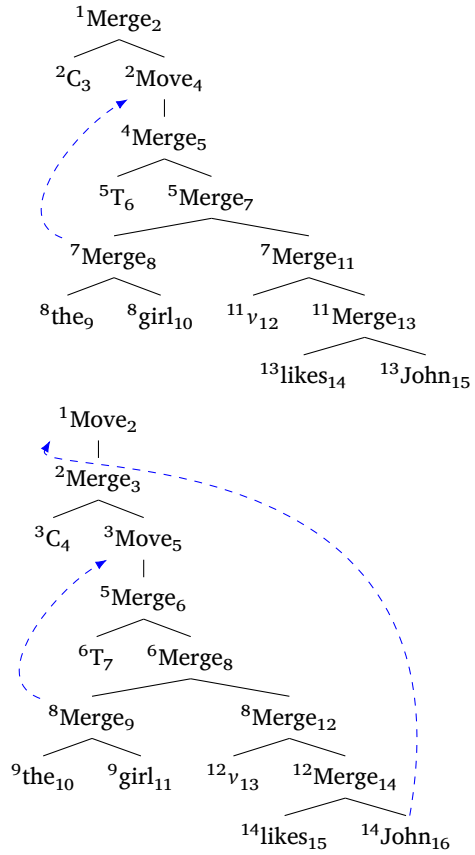 ¹Merge₂
²C₃ ²Move₄
⁴Merge₅
⁵T₆ ⁵Merge₇
⁷Merge₈ ⁷Merge₁₁
⁸the₉ ⁸girl₁₀ ¹¹v₁₂ ¹¹Merge₁₃
¹³likes₁₄ ¹³John₁₅
¹Move₂
²Merge₃
³C₄ ³Move₅
⁵Merge₆
⁶T₇ ⁶Merge₈
⁸Merge₉ ⁸Merge₁₂
⁹the₁₀ ⁹girl₁₁ ¹²v₁₃ ¹²Merge₁₄
¹⁴likes₁₅ ¹⁴John₁₆